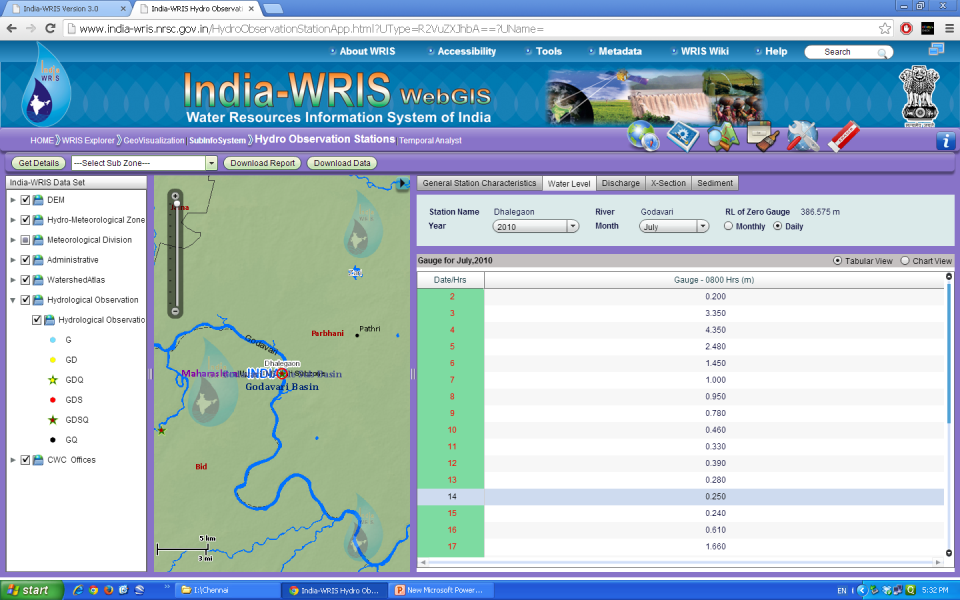 India-WRIS Version 3.0
India-WRIS Hydro Observat
www.india-wris.nrsc.gov.in/HydroObservationStationApp.html?UType=R2VuZXJhbA==?UName=
About WRIS Accessibility Tools Metadata WRIS Wiki Help Search
India WRIS
India-WRIS WebGIS
Water Resources Information System of India
HOME WRIS Explorer GeoVisualization SubInfoSystem Hydro Observation Stations Temporal Analyst
Get Details ---Select Sub Zone--- Download Report Download Data
India-WRIS Data Set
DEM
Hydro-Meteorological Zone
Meteorological Division
Administrative
WatershedAtlas
Hydrological Observation
Hydrological Observatio
G
GD
GDQ
GDS
GDSQ
GQ
CWC Offices
Parbhani
Pathri
Godavari
Dhalegaon
Godavari Basin
Bid
5 km
3 mi
General Station Characteristics Water Level Discharge X-Section Sediment
Station Name Dhalegaon River Godavari RL of Zero Gauge 386.575 m
Year 2010 Month July Monthly Daily
Gauge for July,2010 Tabular View Chart View
Date/Hrs Gauge - 0800 Hrs (m)
2 0.200
3 3.350
4 4.350
5 2.480
6 1.450
7 1.000
8 0.950
9 0.780
10 0.460
11 0.330
12 0.390
13 0.280
14 0.250
15 0.240
16 0.610
17 1.660
start I:\Chennai India-WRIS Hydro Ob... New Microsoft Power... EN 5:32 PM